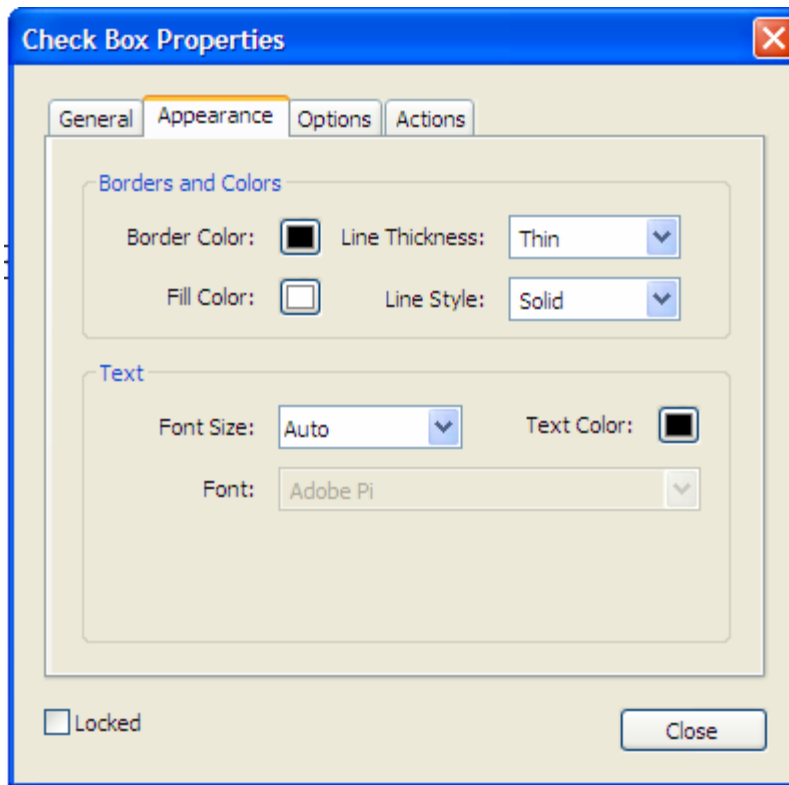 Check Box Properties
General Appearance Options Actions
Borders and Colors
Border Color: Line Thickness: Thin
Fill Color: Line Style: Solid
Text
Font Size: Auto Text Color:
Font: Adobe Pi
Locked Close